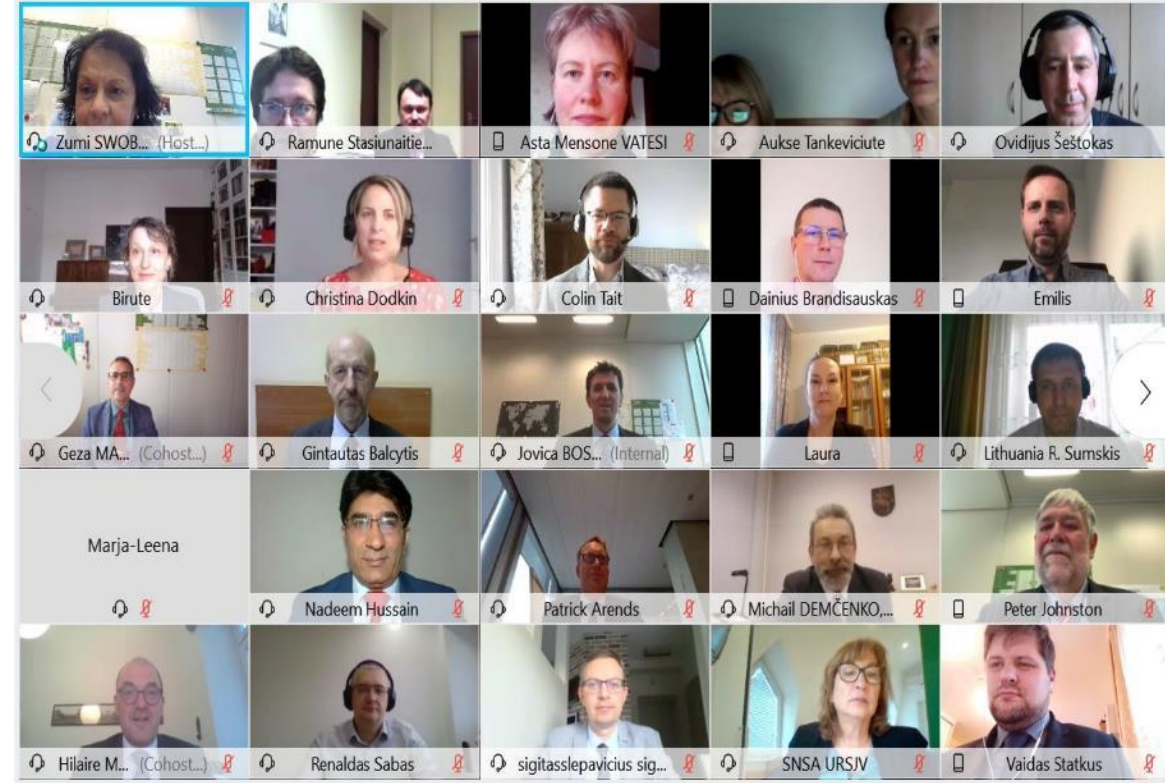 Zumi SWOB... (Host...)
Ramune Stasiunaitie...
Asta Mensone VATESI
Aukse Tankeviciute
Ovidijus Šeštokas
Birute
Christina Dodkin
Colin Tait
Dainius Brandisauskas
Emilis
Geza MA... (Cohost...)
Gintautas Balcytis
Jovica BOS... (Internal)
Laura
Lithuania R. Sumskis
Marja-Leena
Nadeem Hussain
Patrick Arends
Michail DEMČENKO,...
Peter Johnston
Hilaire M... (Cohost...)
Renaldas Sabas
sigitasslepavicius sig...
SNSA URSJV
Vaidas Statkus